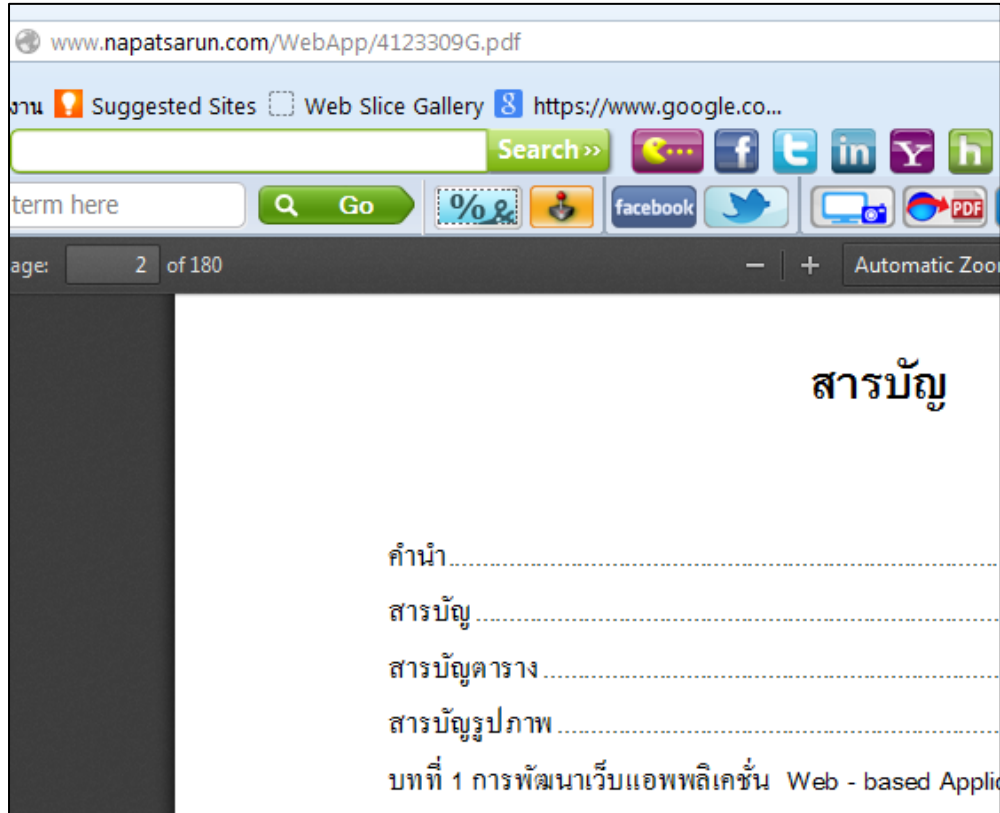 www.napatsarun.com/WebApp/4123309G.pdf
งาน Suggested Sites Web Slice Gallery 8 https://www.google.co...
Search »
term here Go %& facebook PDF
age: 2 of 180 Automatic Zoo
สารบัญ
คำนำ
สารบัญ
สารบัญตาราง
สารบัญรูปภาพ
บทที่ 1 การพัฒนาเว็บแอพพลิเคชั่น Web - based Applic